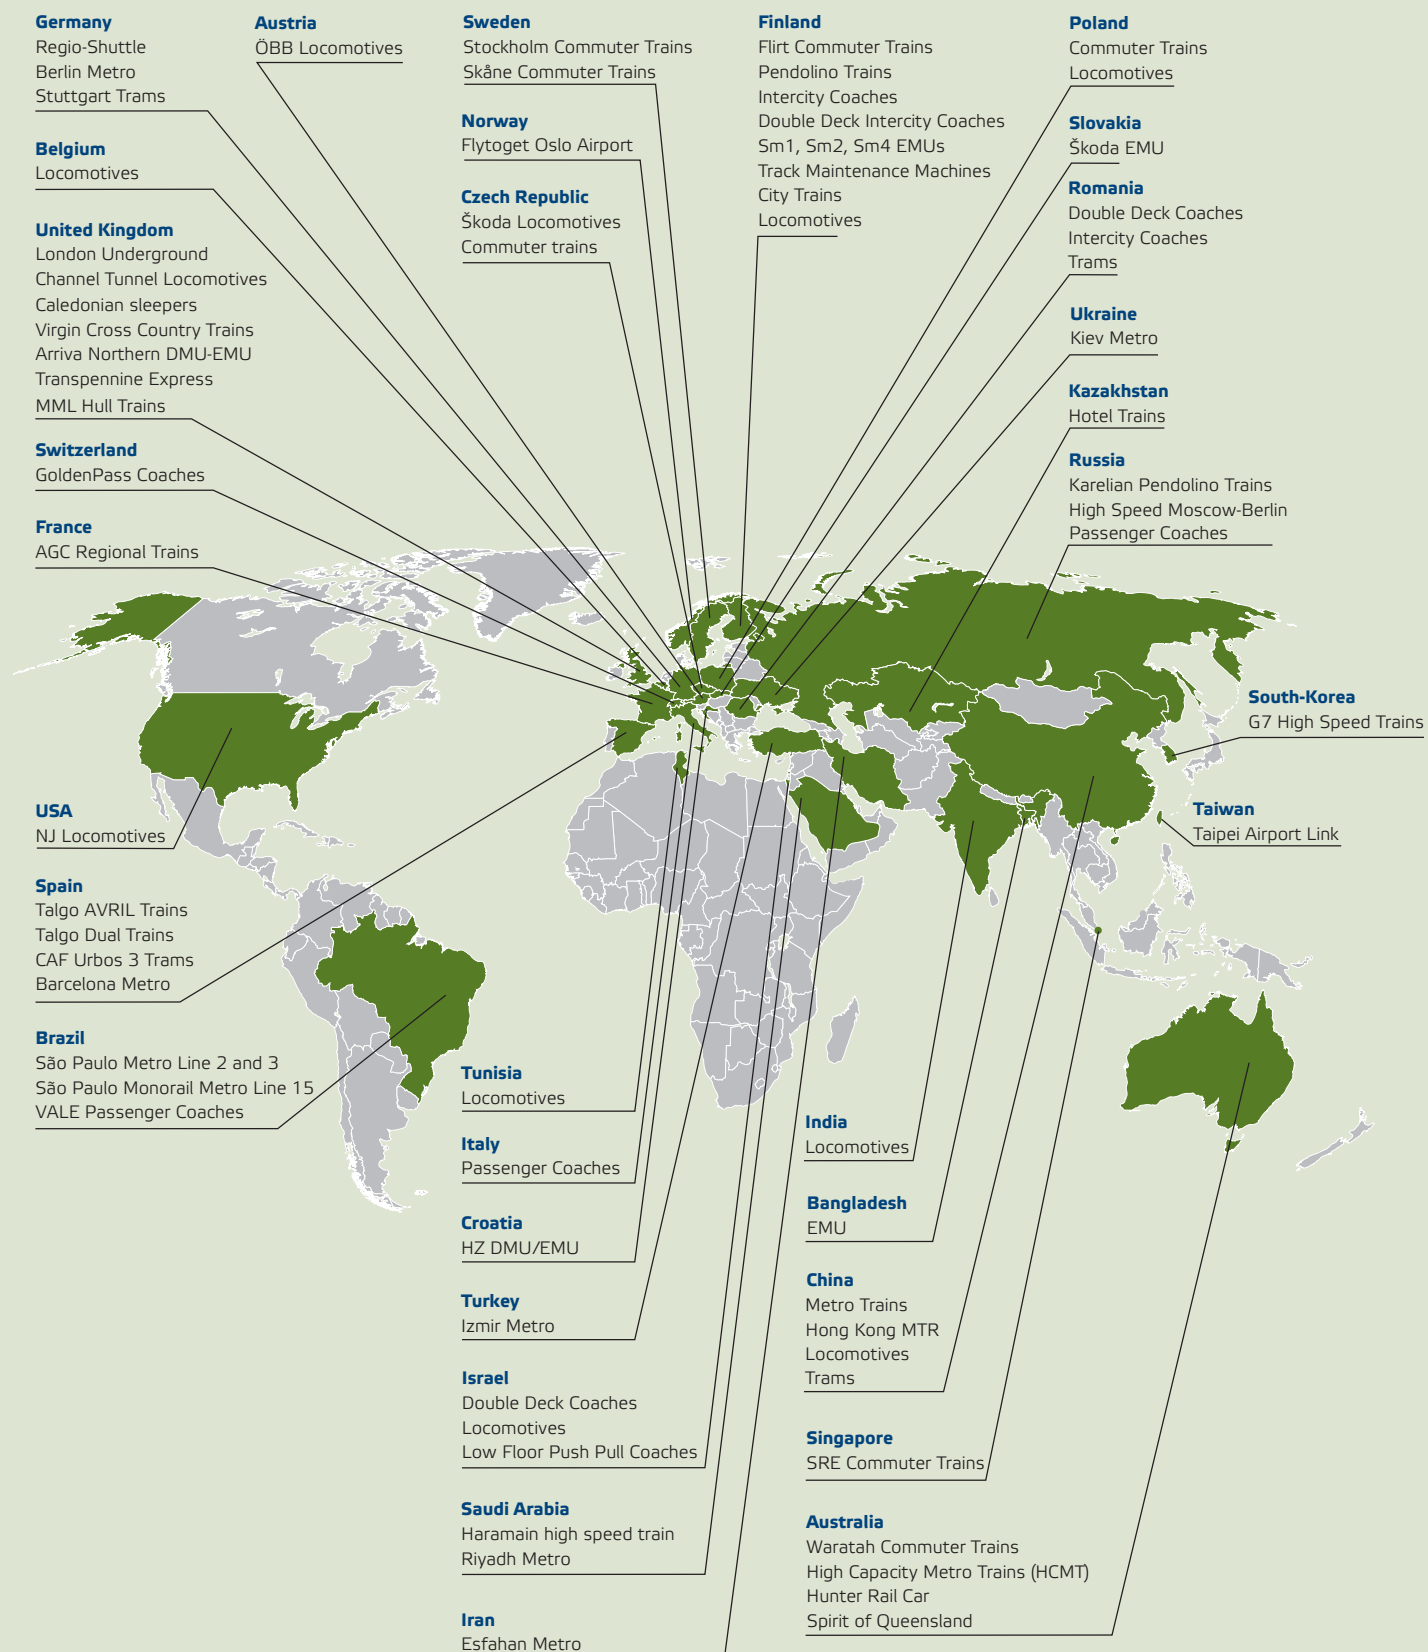 Germany
Regio-Shuttle
Berlin Metro
Stuttgart Trams
Belgium
Locomotives
United Kingdom
London Underground
Channel Tunnel Locomotives
Caledonian sleepers
Virgin Cross Country Trains
Arriva Northern DMU-EMU
Transpennine Express
MML Hull Trains
Switzerland
GoldenPass Coaches
France
AGC Regional Trains
Austria
ÖBB Locomotives
Sweden
Stockholm Commuter Trains
Skåne Commuter Trains
Norway
Flytoget Oslo Airport
Czech Republic
Škoda Locomotives
Commuter trains
Finland
Flirt Commuter Trains
Pendolino Trains
Intercity Coaches
Double Deck Intercity Coaches
Sm1, Sm2, Sm4 EMUs
Track Maintenance Machines
City Trains
Locomotives
Poland
Commuter Trains
Locomotives
Slovakia
Škoda EMU
Romania
Double Deck Coaches
Intercity Coaches
Trams
Ukraine
Kiev Metro
Kazakhstan
Hotel Trains
Russia
Karelian Pendolino Trains
High Speed Moscow-Berlin
Passenger Coaches
South-Korea
G7 High Speed Trains
Taiwan
Taipei Airport Link
USA
NJ Locomotives
Spain
Talgo AVRIL Trains
Talgo Dual Trains
CAF Urbos 3 Trams
Barcelona Metro
Brazil
São Paulo Metro Line 2 and 3
São Paulo Monorail Metro Line 15
VALE Passenger Coaches
Tunisia
Locomotives
Italy
Passenger Coaches
Croatia
HZ DMU/EMU
Turkey
Izmir Metro
Israel
Double Deck Coaches
Locomotives
Low Floor Push Pull Coaches
Saudi Arabia
Haramain high speed train
Riyadh Metro
Iran
Esfahan Metro
India
Locomotives
Bangladesh
EMU
China
Metro Trains
Hong Kong MTR
Locomotives
Trams
Singapore
SRE Commuter Trains
Australia
Waratah Commuter Trains
High Capacity Metro Trains (HCMT)
Hunter Rail Car
Spirit of Queensland